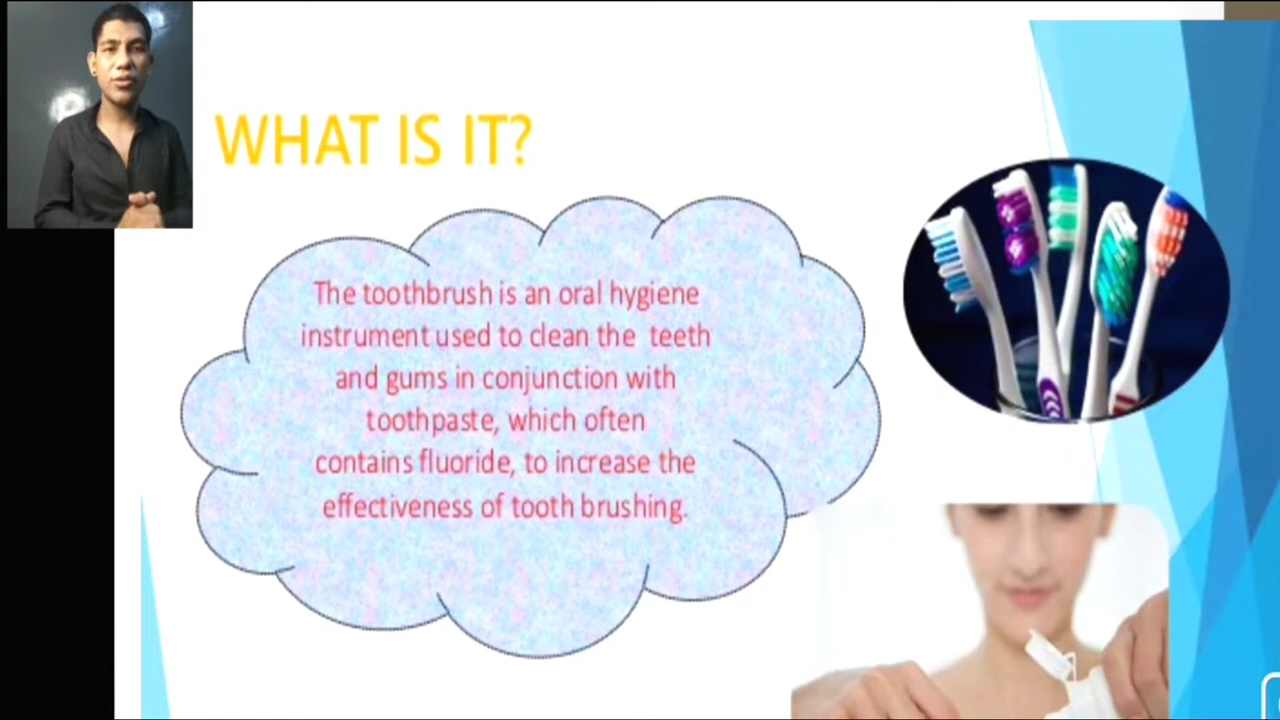 WHAT IS IT?
The toothbrush is an oral hygiene
instrument used to clean the teeth
and gums in conjunction with
toothpaste, which often
contains fluoride, to increase the
effectiveness of tooth brushing.